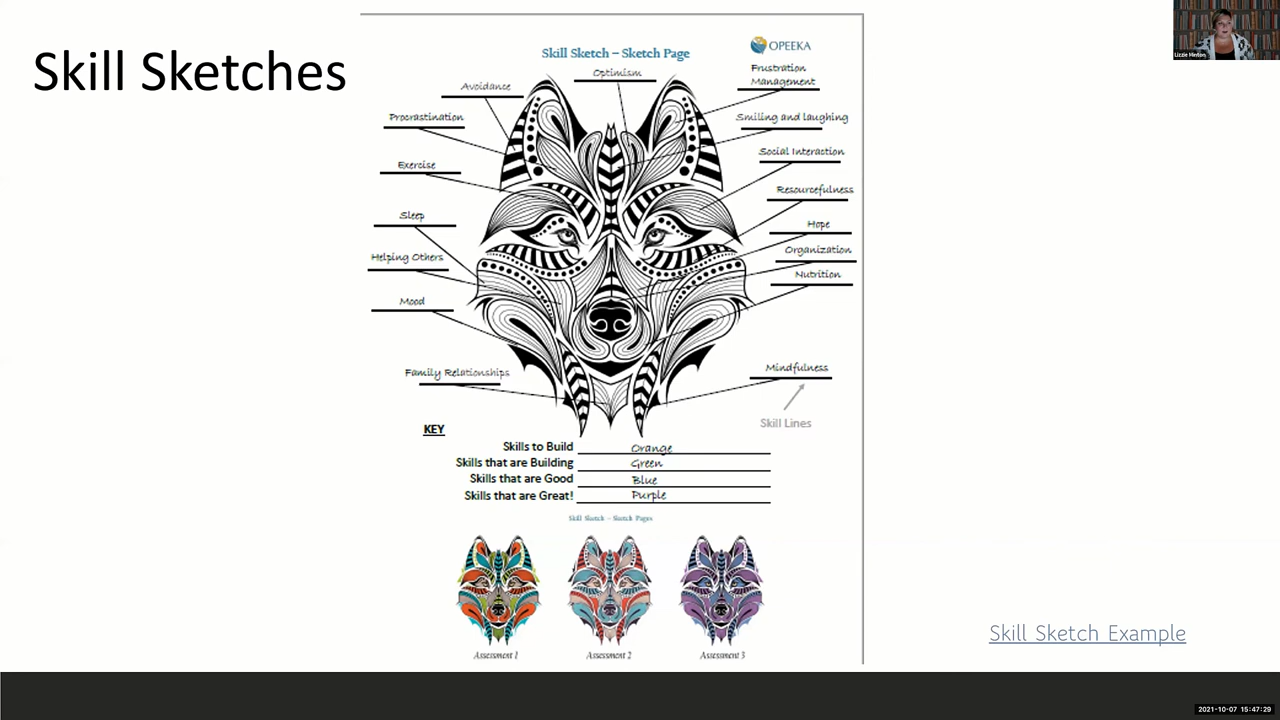 Skill Sketches
OPEEKA
Skill Sketch – Sketch Page
Optimism
Frustration
Management
Avoidance
Procrastination
Smiling and laughing
Exercise
Social Interaction
Resourcefulness
Sleep
Hope
Helping Others
Organization
Nutrition
Mood
Family Relationships
Mindfulness
Skill Lines
KEY
Skills to Build Orange
Skills that are Building Green
Skills that are Good Blue
Skills that are Great! Purple
Skill Sketch – Sketch Pages
Assessment 1
Assessment 2
Assessment 3
Skill Sketch Example
Lizzie Minton
2021-10-07 15:47:29